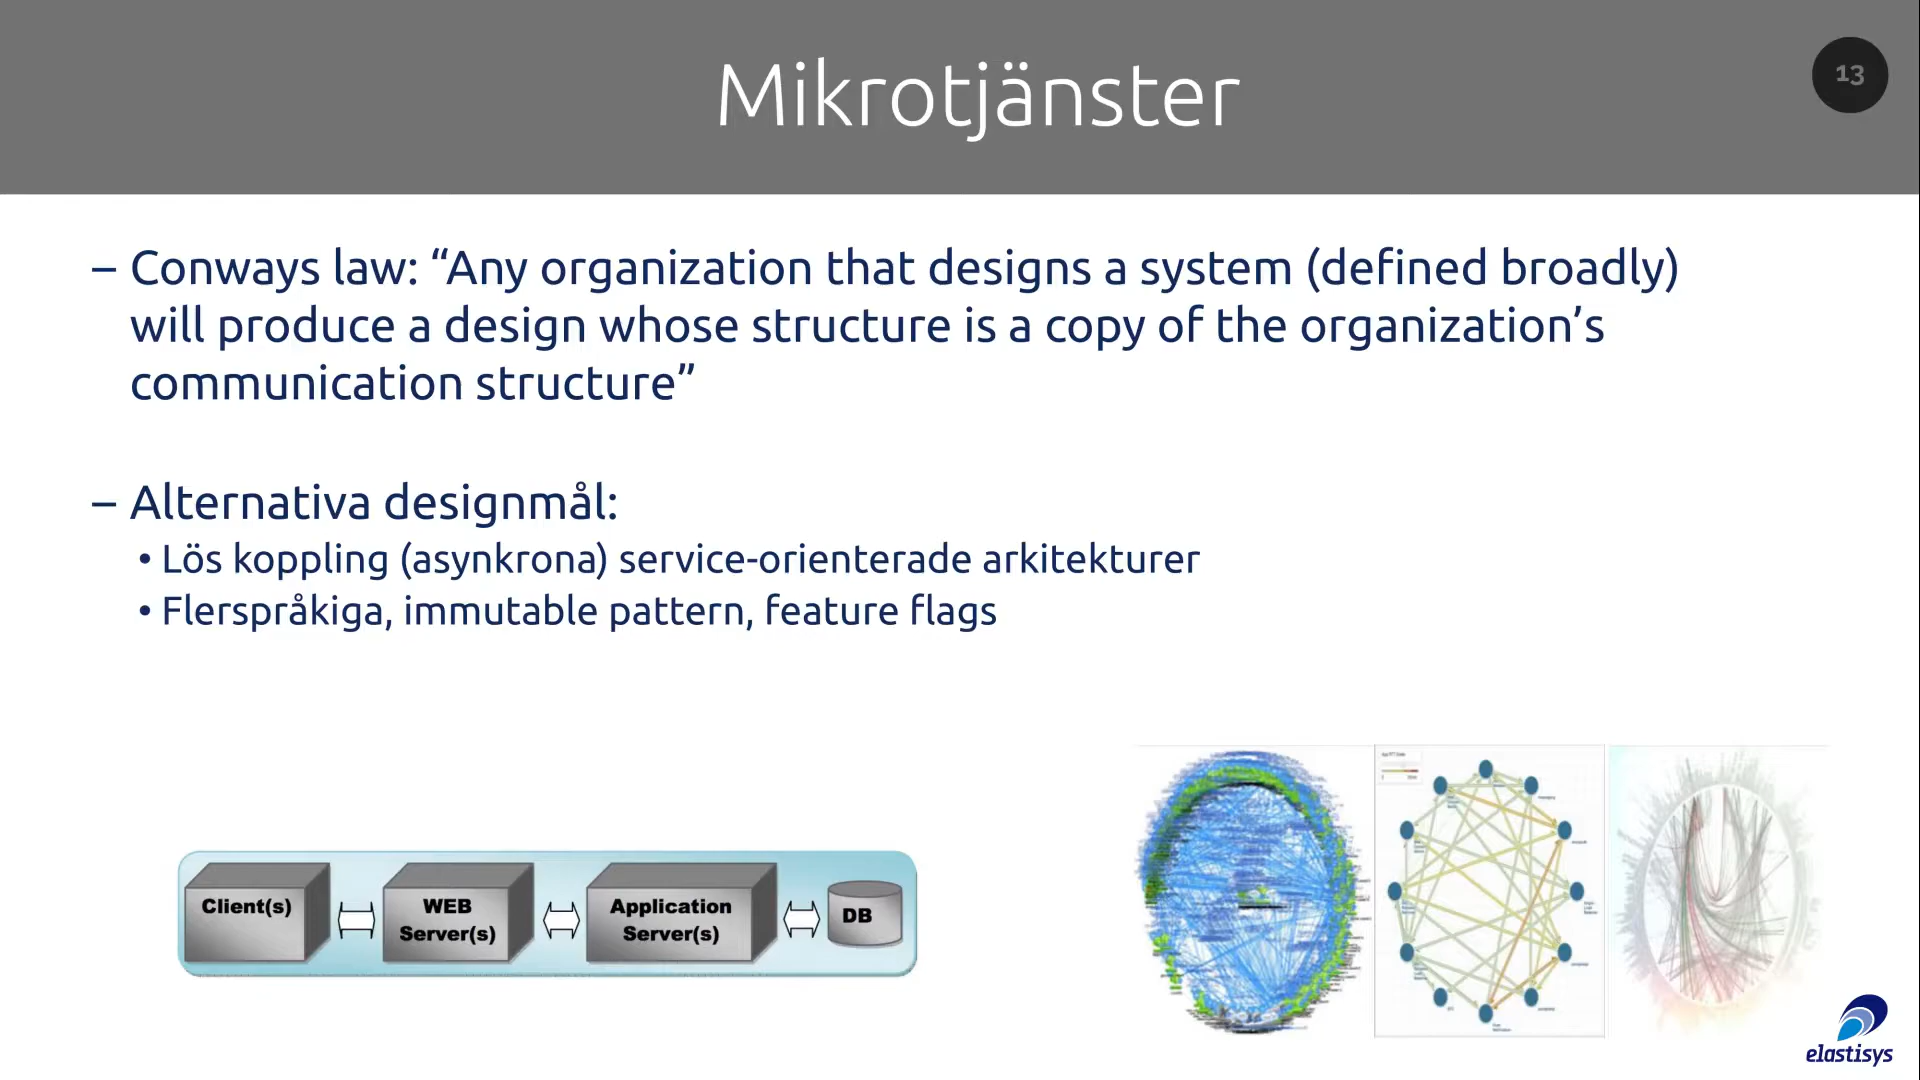 Mikrotjänster
13
– Conways law: “Any organization that designs a system (defined broadly)
will produce a design whose structure is a copy of the organization’s
communication structure”
– Alternativa designmål:
• Lös koppling (asynkrona) service-orienterade arkitekturer
• Flerspråkiga, immutable pattern, feature flags
Client(s)
WEB
Server(s)
Application
Server(s)
DB
elastisys